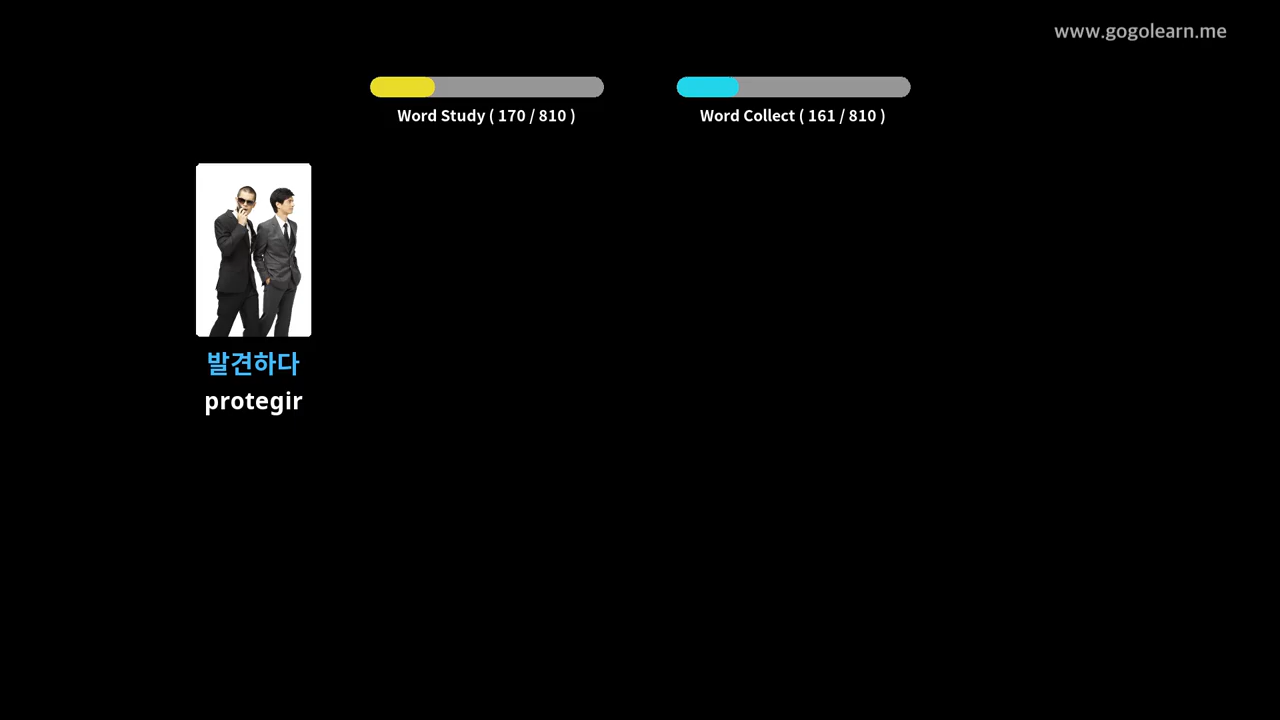 www.gogolearn.me
Word Study ( 170 / 810 )
Word Collect ( 161 / 810 )
발견하다
protegir